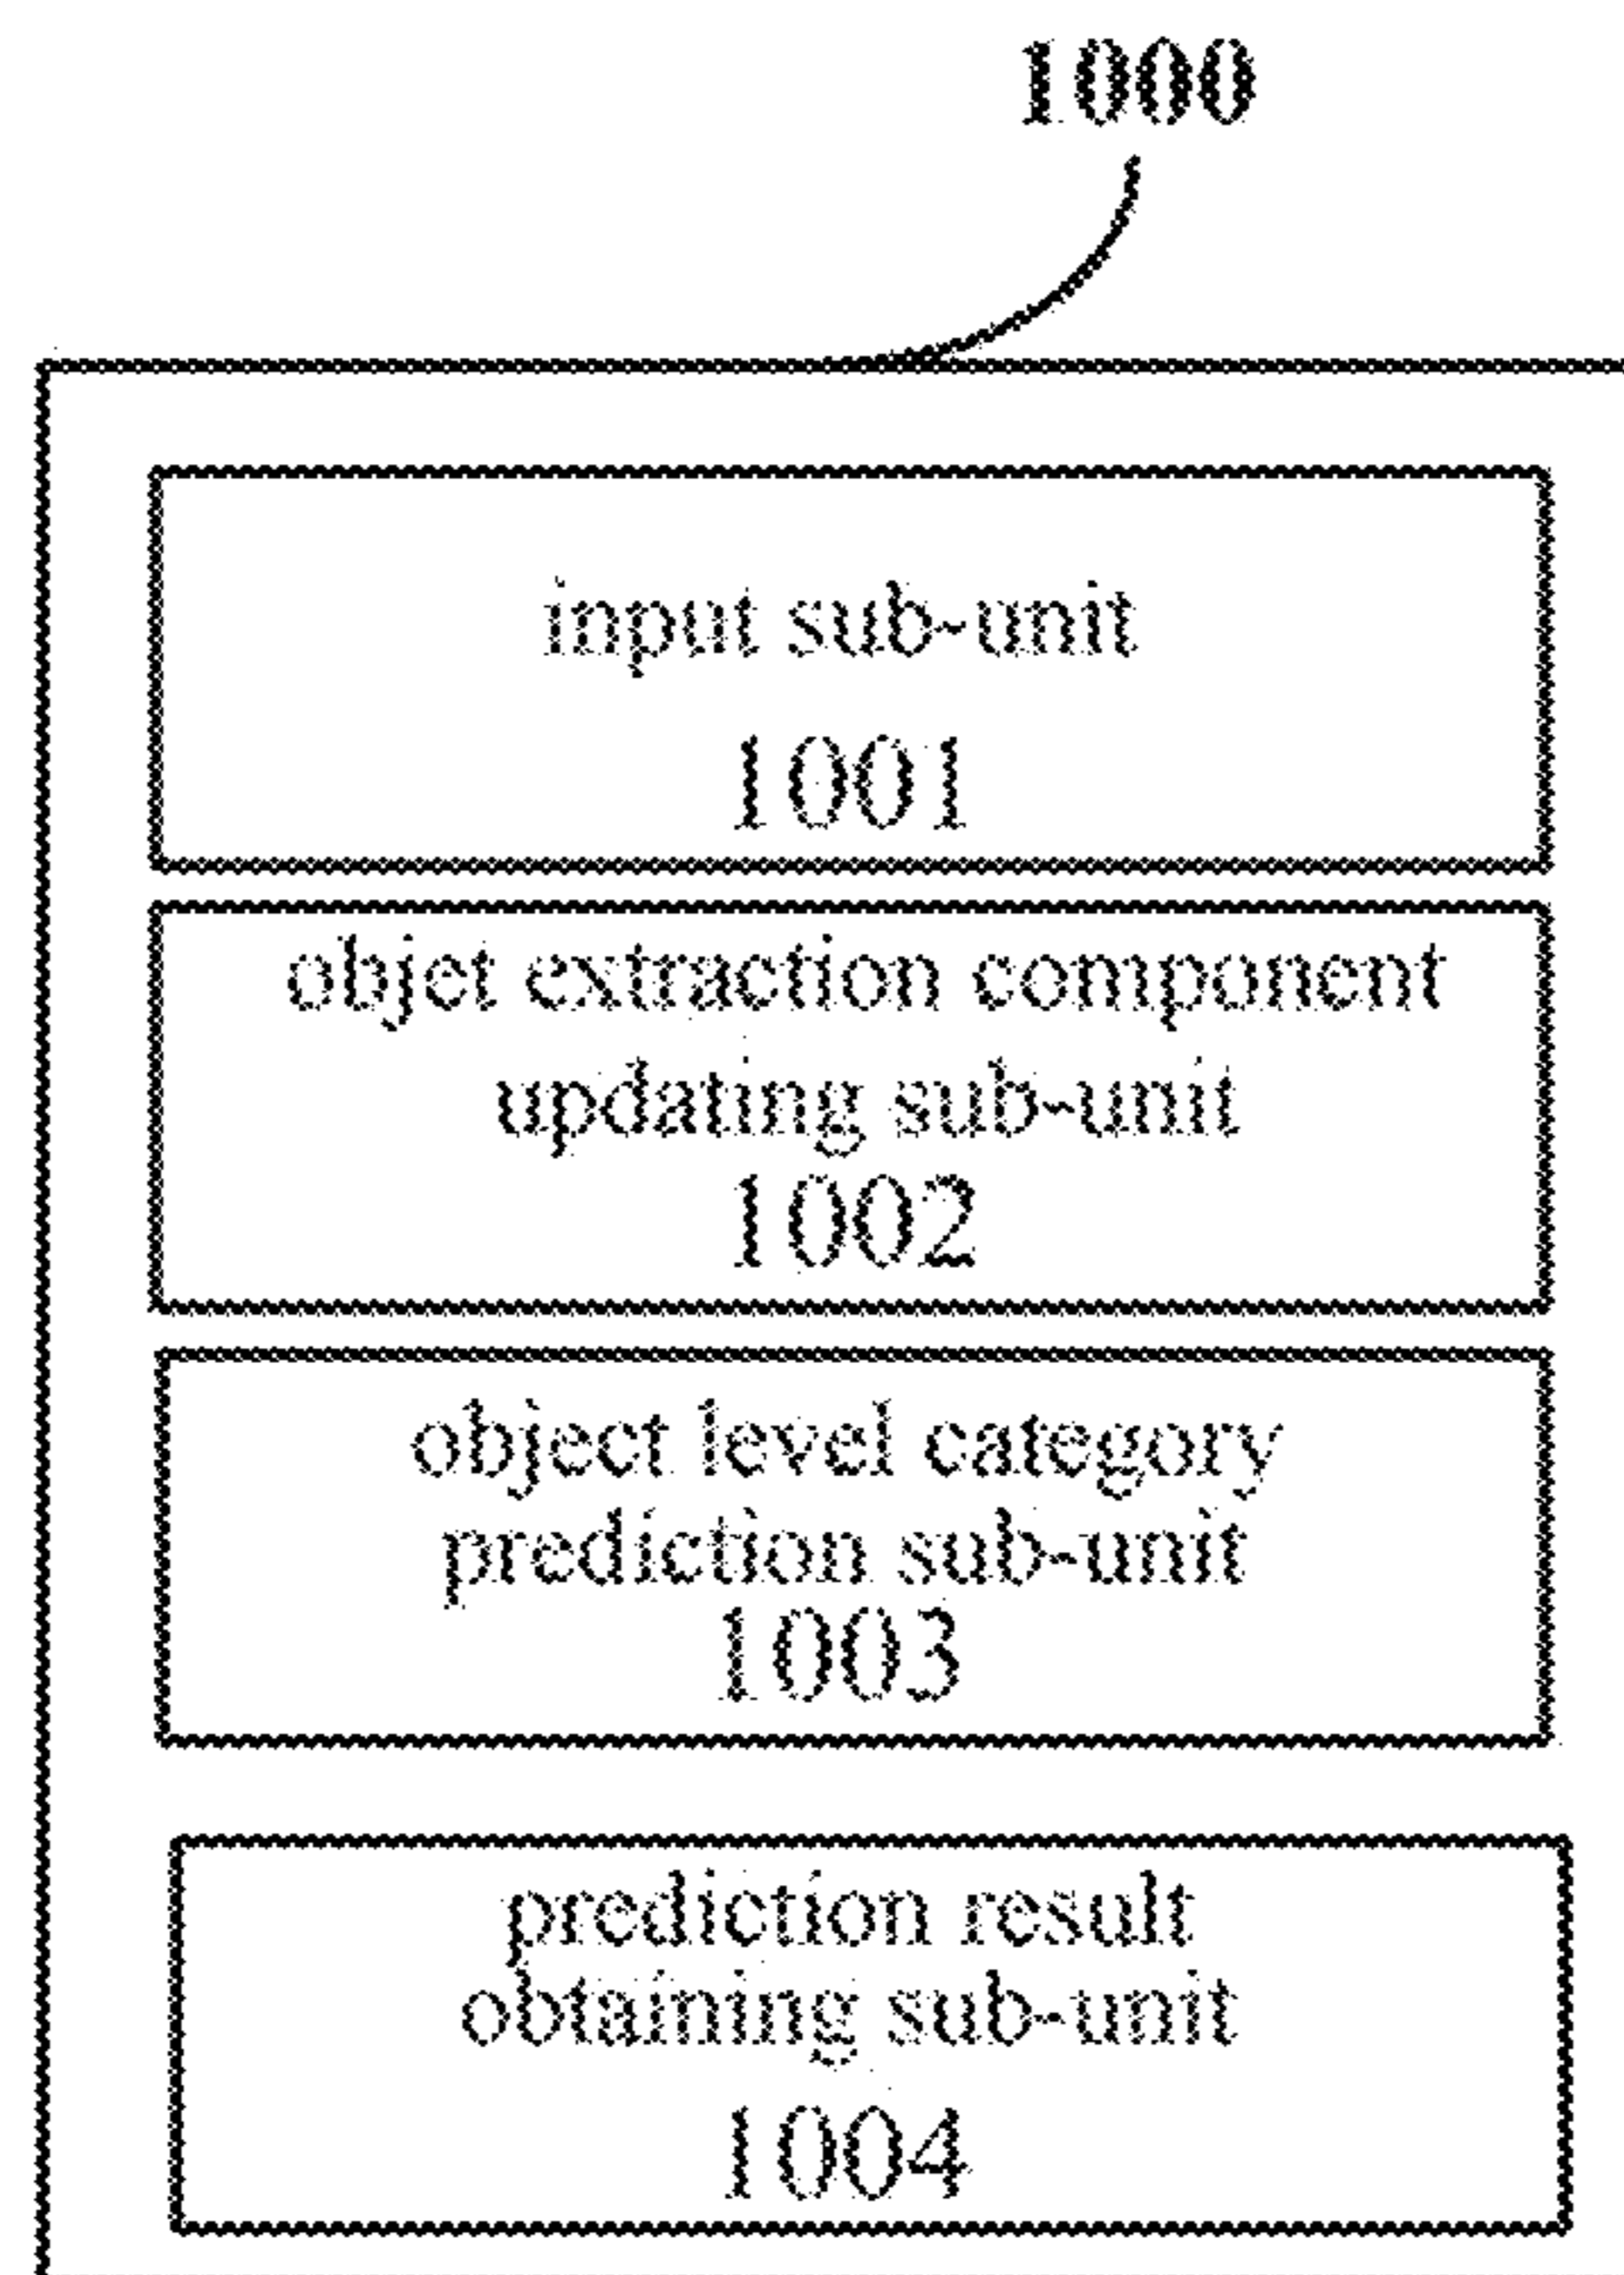 1000
input sub-unit
1001
objet extraction component
updating sub-unit
1002
object level category
prediction sub-unit
1003
prediction result
obtaining sub-unit
1004